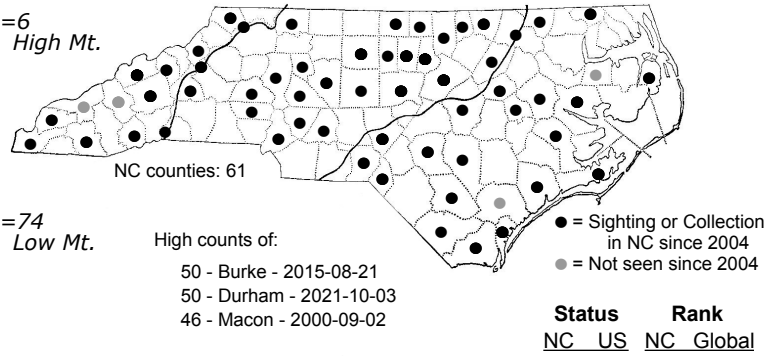 =6
High Mt.
NC counties: 61
=74
Low Mt.
High counts of:
50 - Burke - 2015-08-21
50 - Durham - 2021-10-03
46 - Macon - 2000-09-02
= Sighting or Collection
in NC since 2004
= Not seen since 2004
Status Rank
NC US NC Global